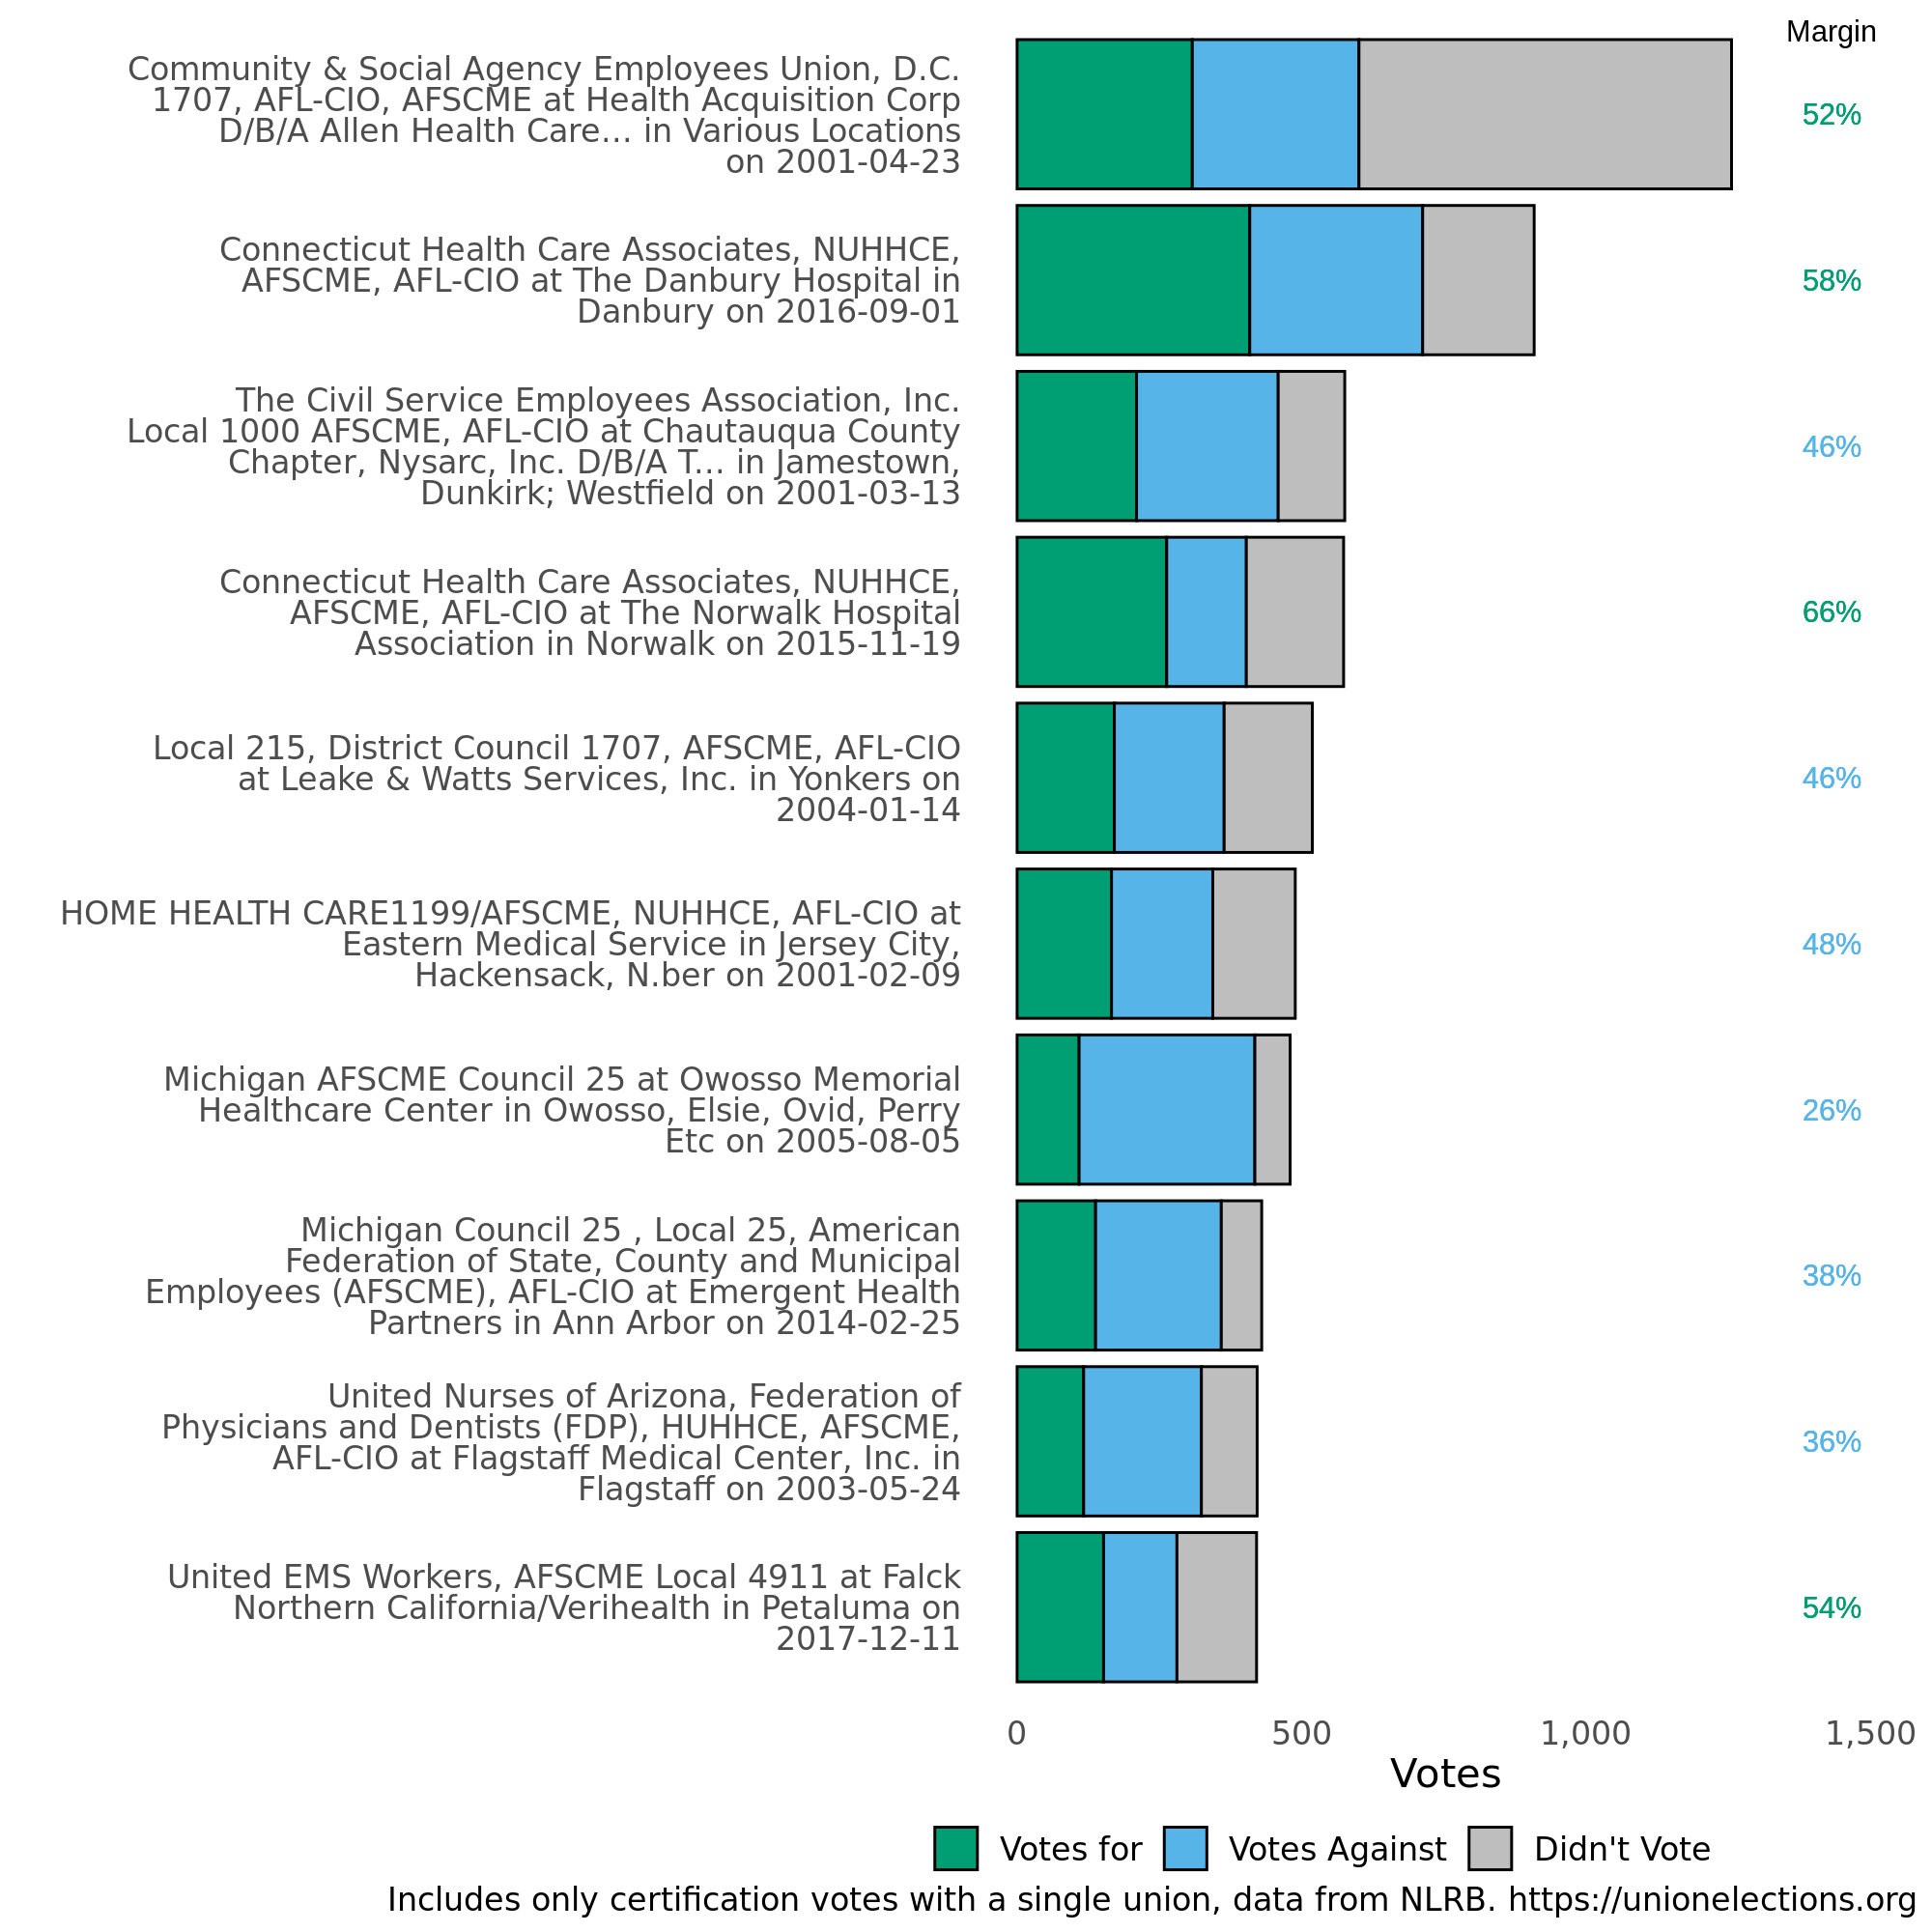 Margin
Community & Social Agency Employees Union, D.C.
1707, AFL-CIO, AFSCME at Health Acquisition Corp
D/B/A Allen Health Care... in Various Locations
on 2001-04-23
52%
Connecticut Health Care Associates, NUHHCE,
AFSCME, AFL-CIO at The Danbury Hospital in
Danbury on 2016-09-01
58%
The Civil Service Employees Association, Inc.
Local 1000 AFSCME, AFL-CIO at Chautauqua County
Chapter, Nysarc, Inc. D/B/A T... in Jamestown,
Dunkirk; Westfield on 2001-03-13
46%
Connecticut Health Care Associates, NUHHCE,
AFSCME, AFL-CIO at The Norwalk Hospital
Association in Norwalk on 2015-11-19
66%
Local 215, District Council 1707, AFSCME, AFL-CIO
at Leake & Watts Services, Inc. in Yonkers on
2004-01-14
46%
HOME HEALTH CARE1199/AFSCME, NUHHCE, AFL-CIO at
Eastern Medical Service in Jersey City,
Hackensack, N.ber on 2001-02-09
48%
Michigan AFSCME Council 25 at Owosso Memorial
Healthcare Center in Owosso, Elsie, Ovid, Perry
Etc on 2005-08-05
26%
Michigan Council 25 , Local 25, American
Federation of State, County and Municipal
Employees (AFSCME), AFL-CIO at Emergent Health
Partners in Ann Arbor on 2014-02-25
38%
United Nurses of Arizona, Federation of
Physicians and Dentists (FDP), HUHHCE, AFSCME,
AFL-CIO at Flagstaff Medical Center, Inc. in
Flagstaff on 2003-05-24
36%
United EMS Workers, AFSCME Local 4911 at Falck
Northern California/Verihealth in Petaluma on
2017-12-11
54%
0 500 1,000 1,500
Votes
Votes for Votes Against Didn't Vote
Includes only certification votes with a single union, data from NLRB. https://unionelections.org